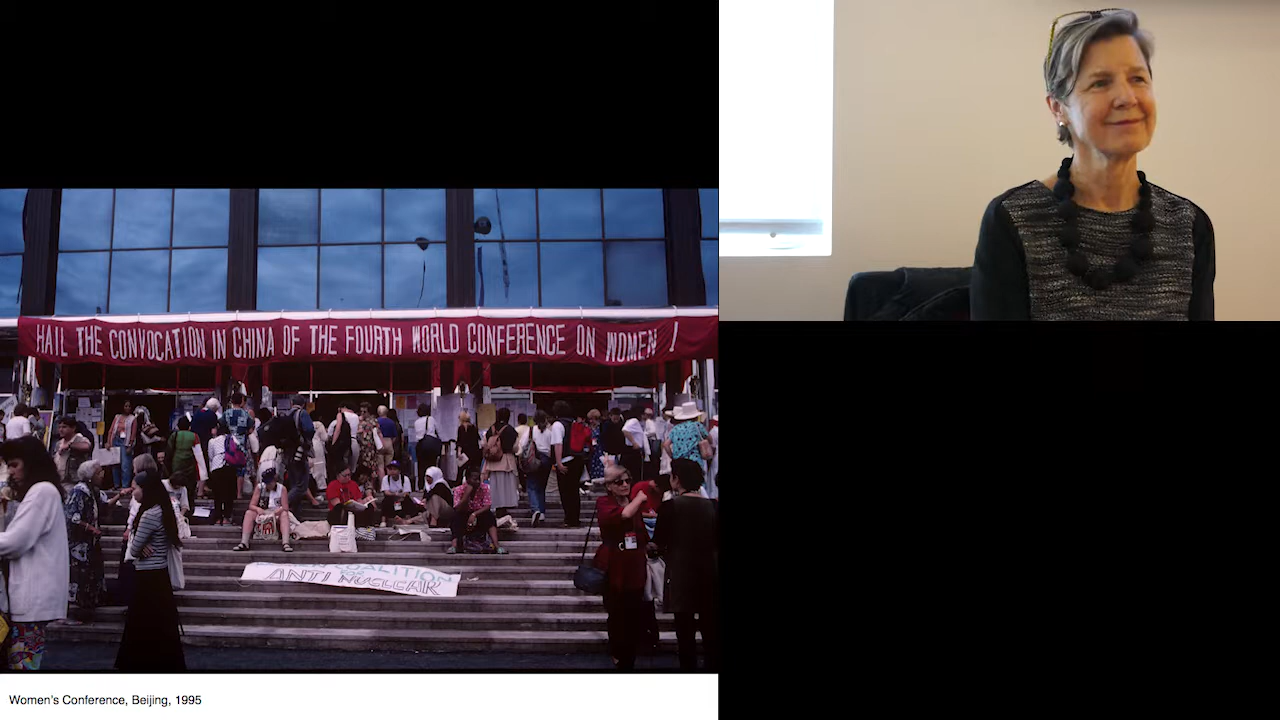 HAIL THE CONVOCATION IN CHINA OF THE FOURTH WORLD CONFERENCE ON WOMEN !
COALITION
ANTI NUCLEAR
Women's Conference, Beijing, 1995